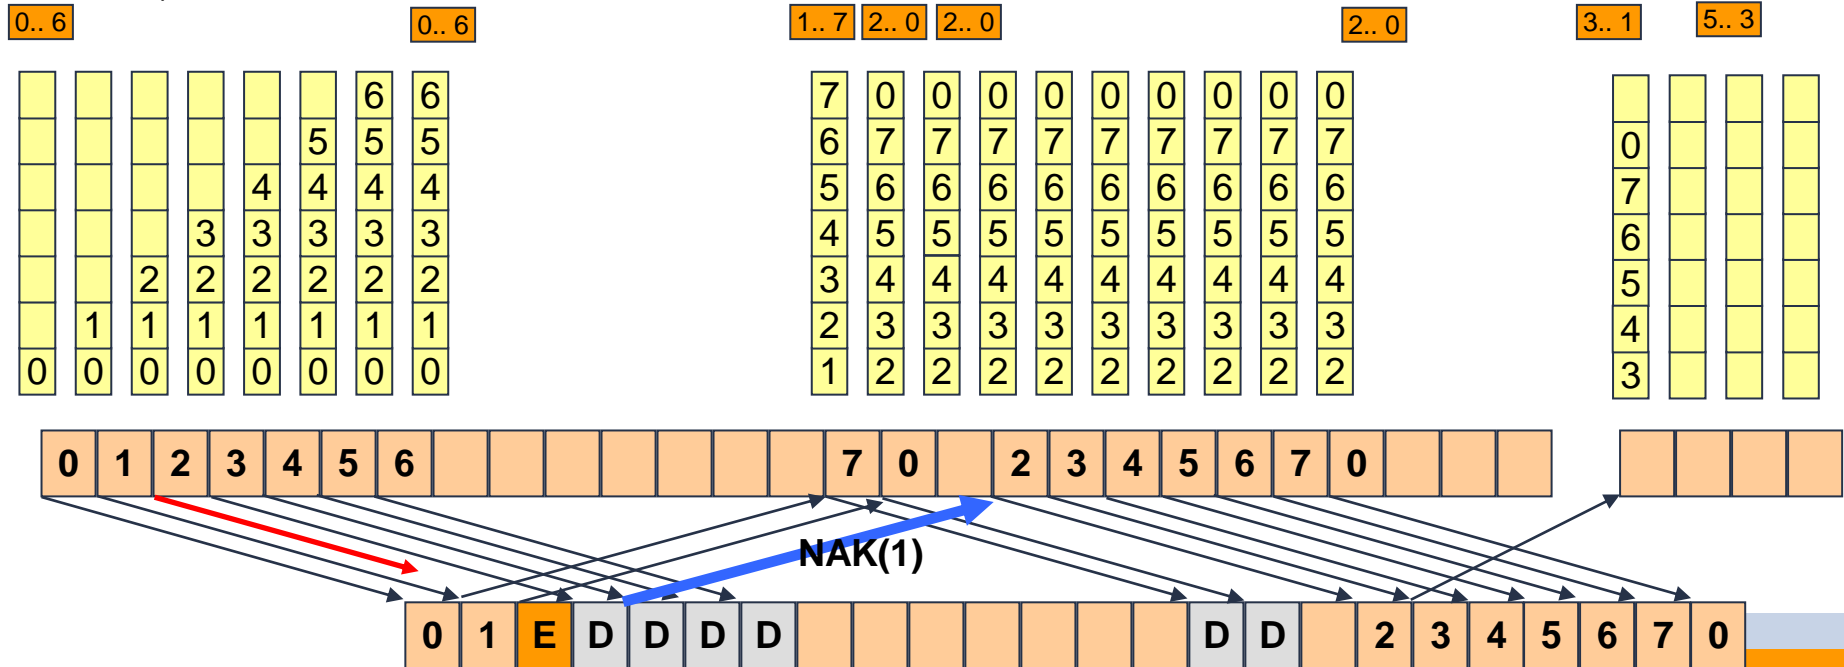 0.. 6 0.. 6 1.. 7 2.. 0 2.. 0 2.. 0 3.. 1 5.. 3
6 6 7 0 0 0 0 0 0 0 0 0
5 5 5 6 7 7 7 7 7 7 7 7 7 0
4 4 4 4 5 6 6 6 6 6 6 6 6 6 7
3 3 3 3 3 4 5 5 5 5 5 5 5 5 5 6
2 2 2 2 2 2 3 4 4 4 4 4 4 4 4 4 5
1 1 1 1 1 1 1 2 3 3 3 3 3 3 3 3 3 4
0 0 0 0 0 0 0 0 1 2 2 2 2 2 2 2 2 2 3
0 1 2 3 4 5 6 7 0 2 3 4 5 6 7 0
NAK(1)
0 1 E D D D D D D 2 3 4 5 6 7 0